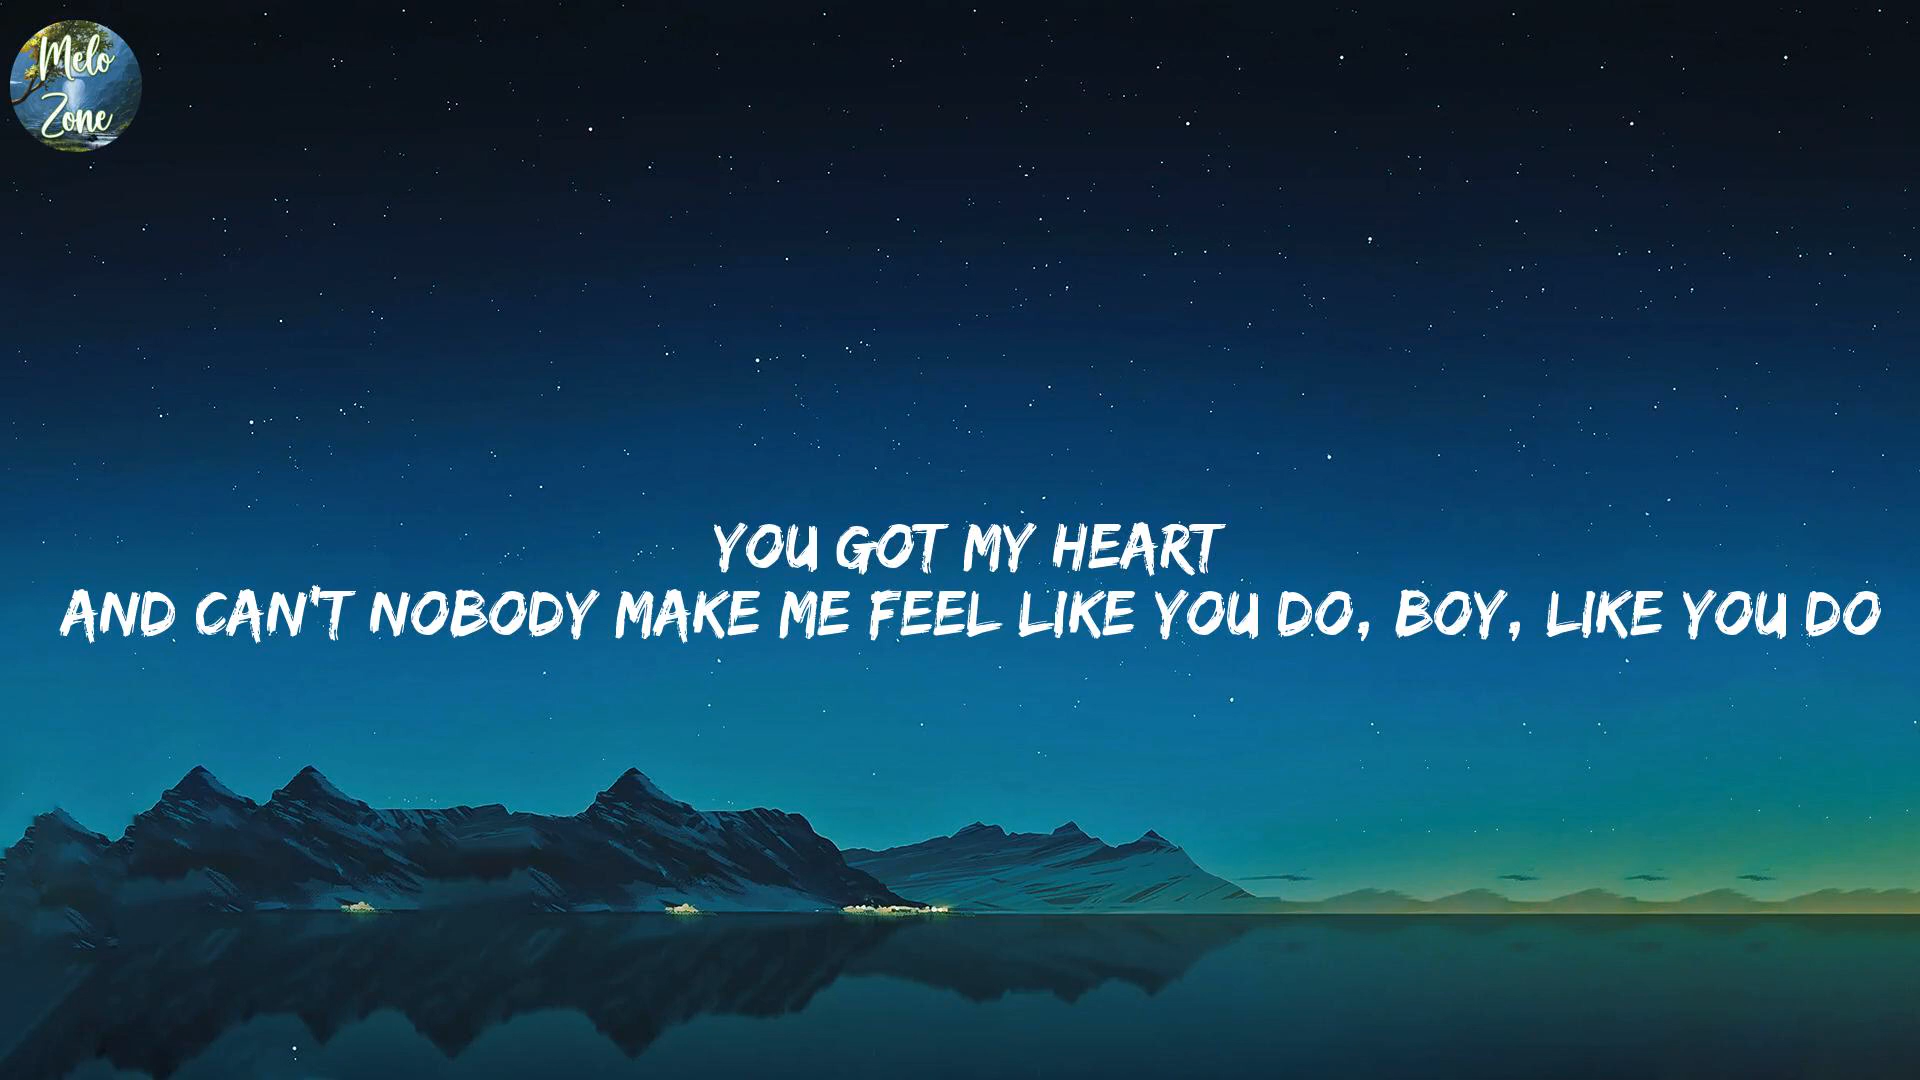 Melo
Zone
YOU GOT MY HEART
AND CAN'T NOBODY MAKE ME FEEL LIKE YOU DO, BOY, LIKE YOU DO